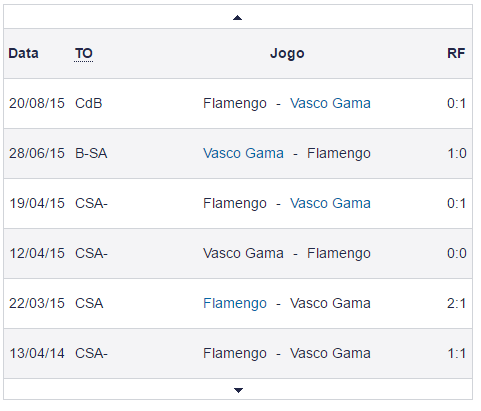 Data TO Jogo RF
20/08/15 CdB Flamengo - Vasco Gama 0:1
28/06/15 B-SA Vasco Gama - Flamengo 1:0
19/04/15 CSA- Flamengo - Vasco Gama 0:1
12/04/15 CSA- Vasco Gama - Flamengo 0:0
22/03/15 CSA Flamengo - Vasco Gama 2:1
13/04/14 CSA- Flamengo - Vasco Gama 1:1